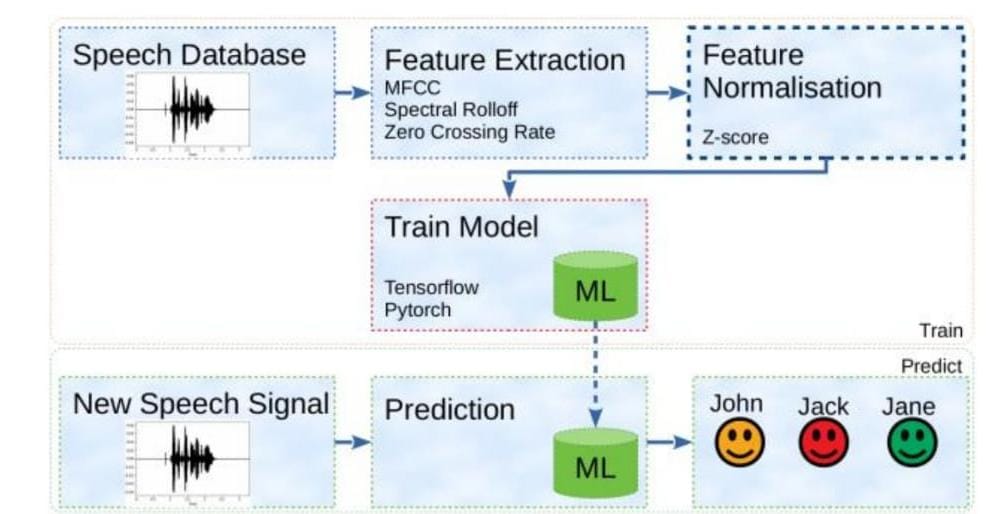 Speech Database
Feature Extraction
MFCC
Spectral Rolloff
Zero Crossing Rate
Feature
Normalisation
Z-score
Train Model
Tensorflow
Pytorch
ML
Train
Predict
New Speech Signal
Prediction
ML
John Jack Jane